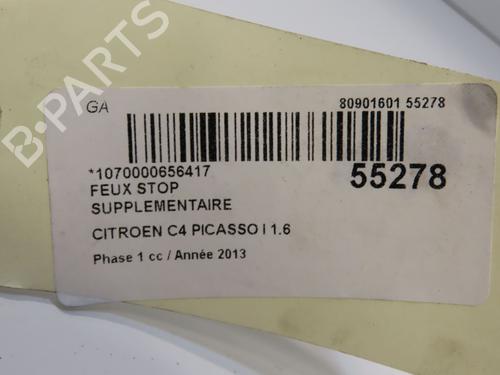 GA
80901601 55278
*1070000656417
55278
FEUX STOP
SUPPLEMENTAIRE
CITROEN C4 PICASSO I 1.6
Phase 1 cc / Année 2013
B-PARTS